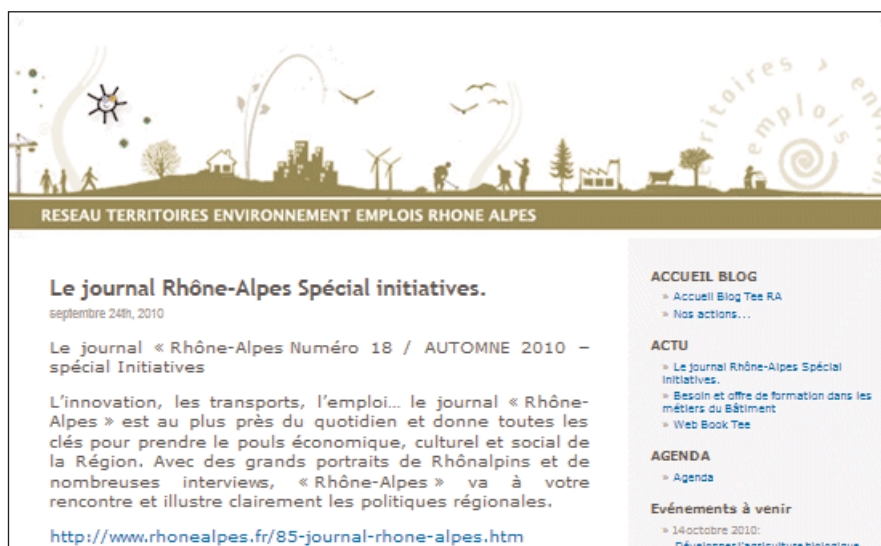 territoires environ
emplois
RESEAU TERRITOIRES ENVIRONNEMENT EMPLOIS RHONE ALPES
Le journal Rhône-Alpes Spécial initiatives.
septembre 24th, 2010
Le journal « Rhône-Alpes Numéro 18 / AUTOMNE 2010 –
spécial Initiatives
L’innovation, les transports, l’emploi… le journal « Rhône-
Alpes » est au plus près du quotidien et donne toutes les
clés pour prendre le pouls économique, culturel et social de
la Région. Avec des grands portraits de Rhônalpins et de
nombreuses interviews, « Rhône-Alpes » va à votre
rencontre et illustre clairement les politiques régionales.
http://www.rhonealpes.fr/85-journal-rhone-alpes.htm
ACCUEIL BLOG
» Accueil Blog Tee RA
» Nos actions...
ACTU
» Le journal Rhône-Alpes Spécial
initiatives.
» Besoin et offre de formation dans les
métiers du Bâtiment
» Web Book Tee
AGENDA
» Agenda
Evénements à venir
» 14octobre 2010:
Développer l'agriculture biologique